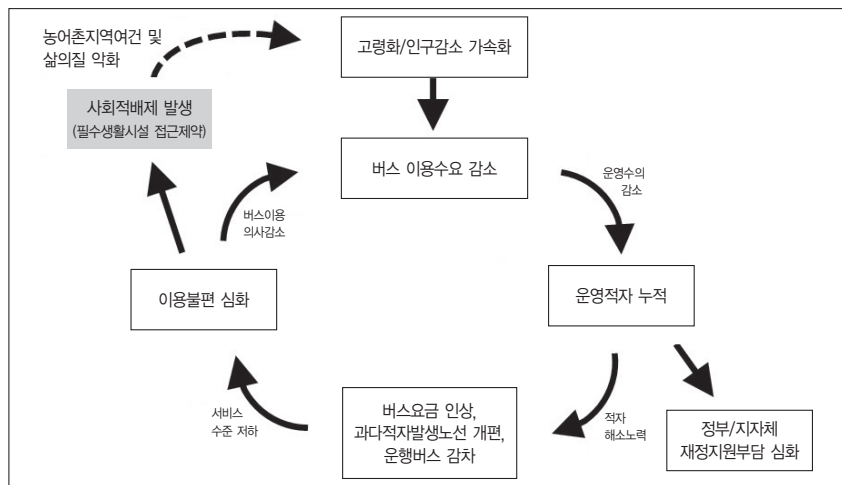 농어촌지역여건 및
삶의질 악화
고령화/인구감소 가속화
사회적배제 발생
(필수생활시설 접근제약)
버스 이용수요 감소
운영수의
감소
버스이용
의사감소
이용불편 심화
운영적자 누적
서비스
수준 저하
버스요금 인상,
과다적자발생노선 개편,
운행버스 감차
적자
해소노력
정부/지자체
재정지원부담 심화